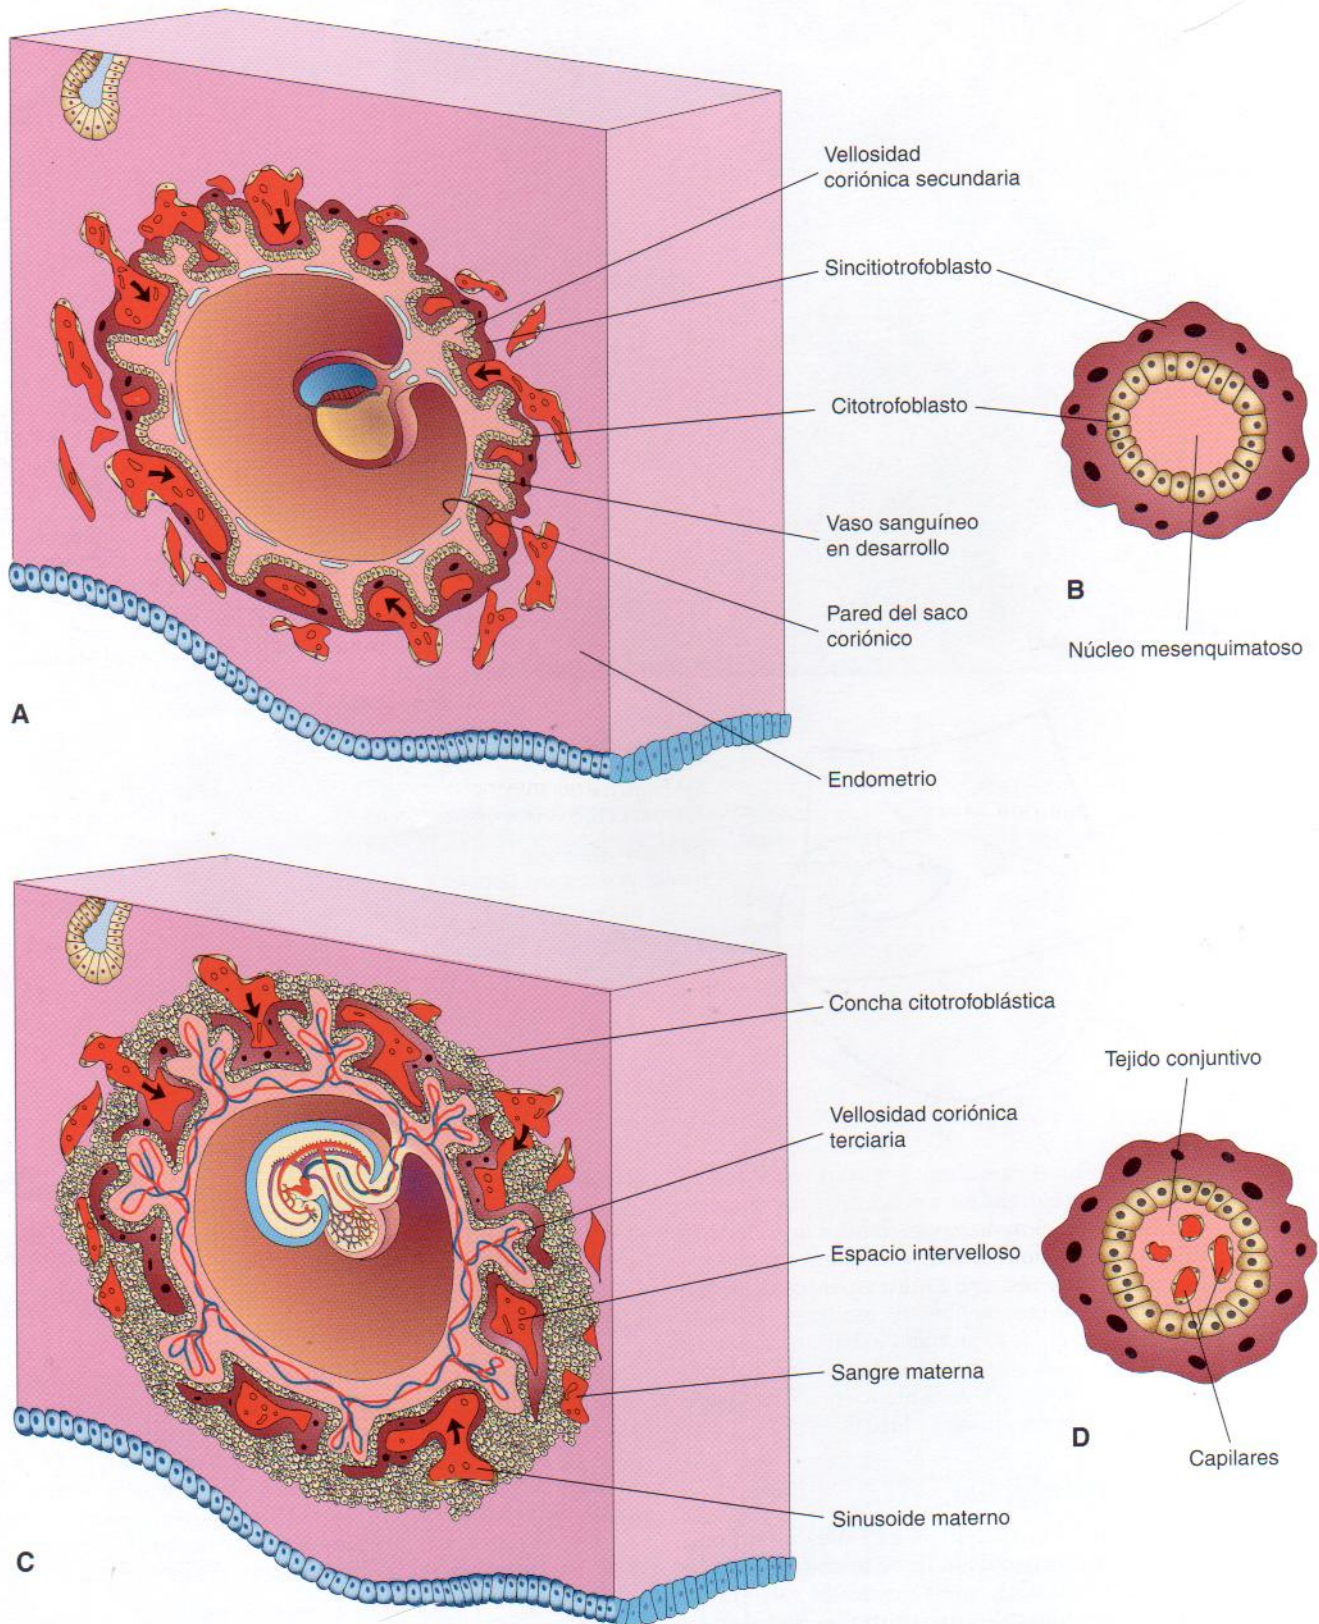 Vellosidad
coriónica secundaria
Sincitiotrofoblasto
Citotrofoblasto
Vaso sanguíneo
en desarrollo
Pared del saco
coriónico
Endometrio
A
B
Núcleo mesenquimatoso
Concha citotrofoblástica
Vellosidad coriónica
terciaria
Espacio intervelloso
Sangre materna
Sinusoide materno
C
Tejido conjuntivo
D
Capilares